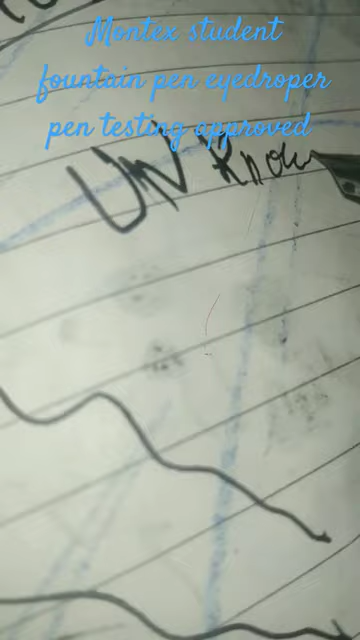 Montex student
fountain pen eyedroper
pen testing approved
UN Know